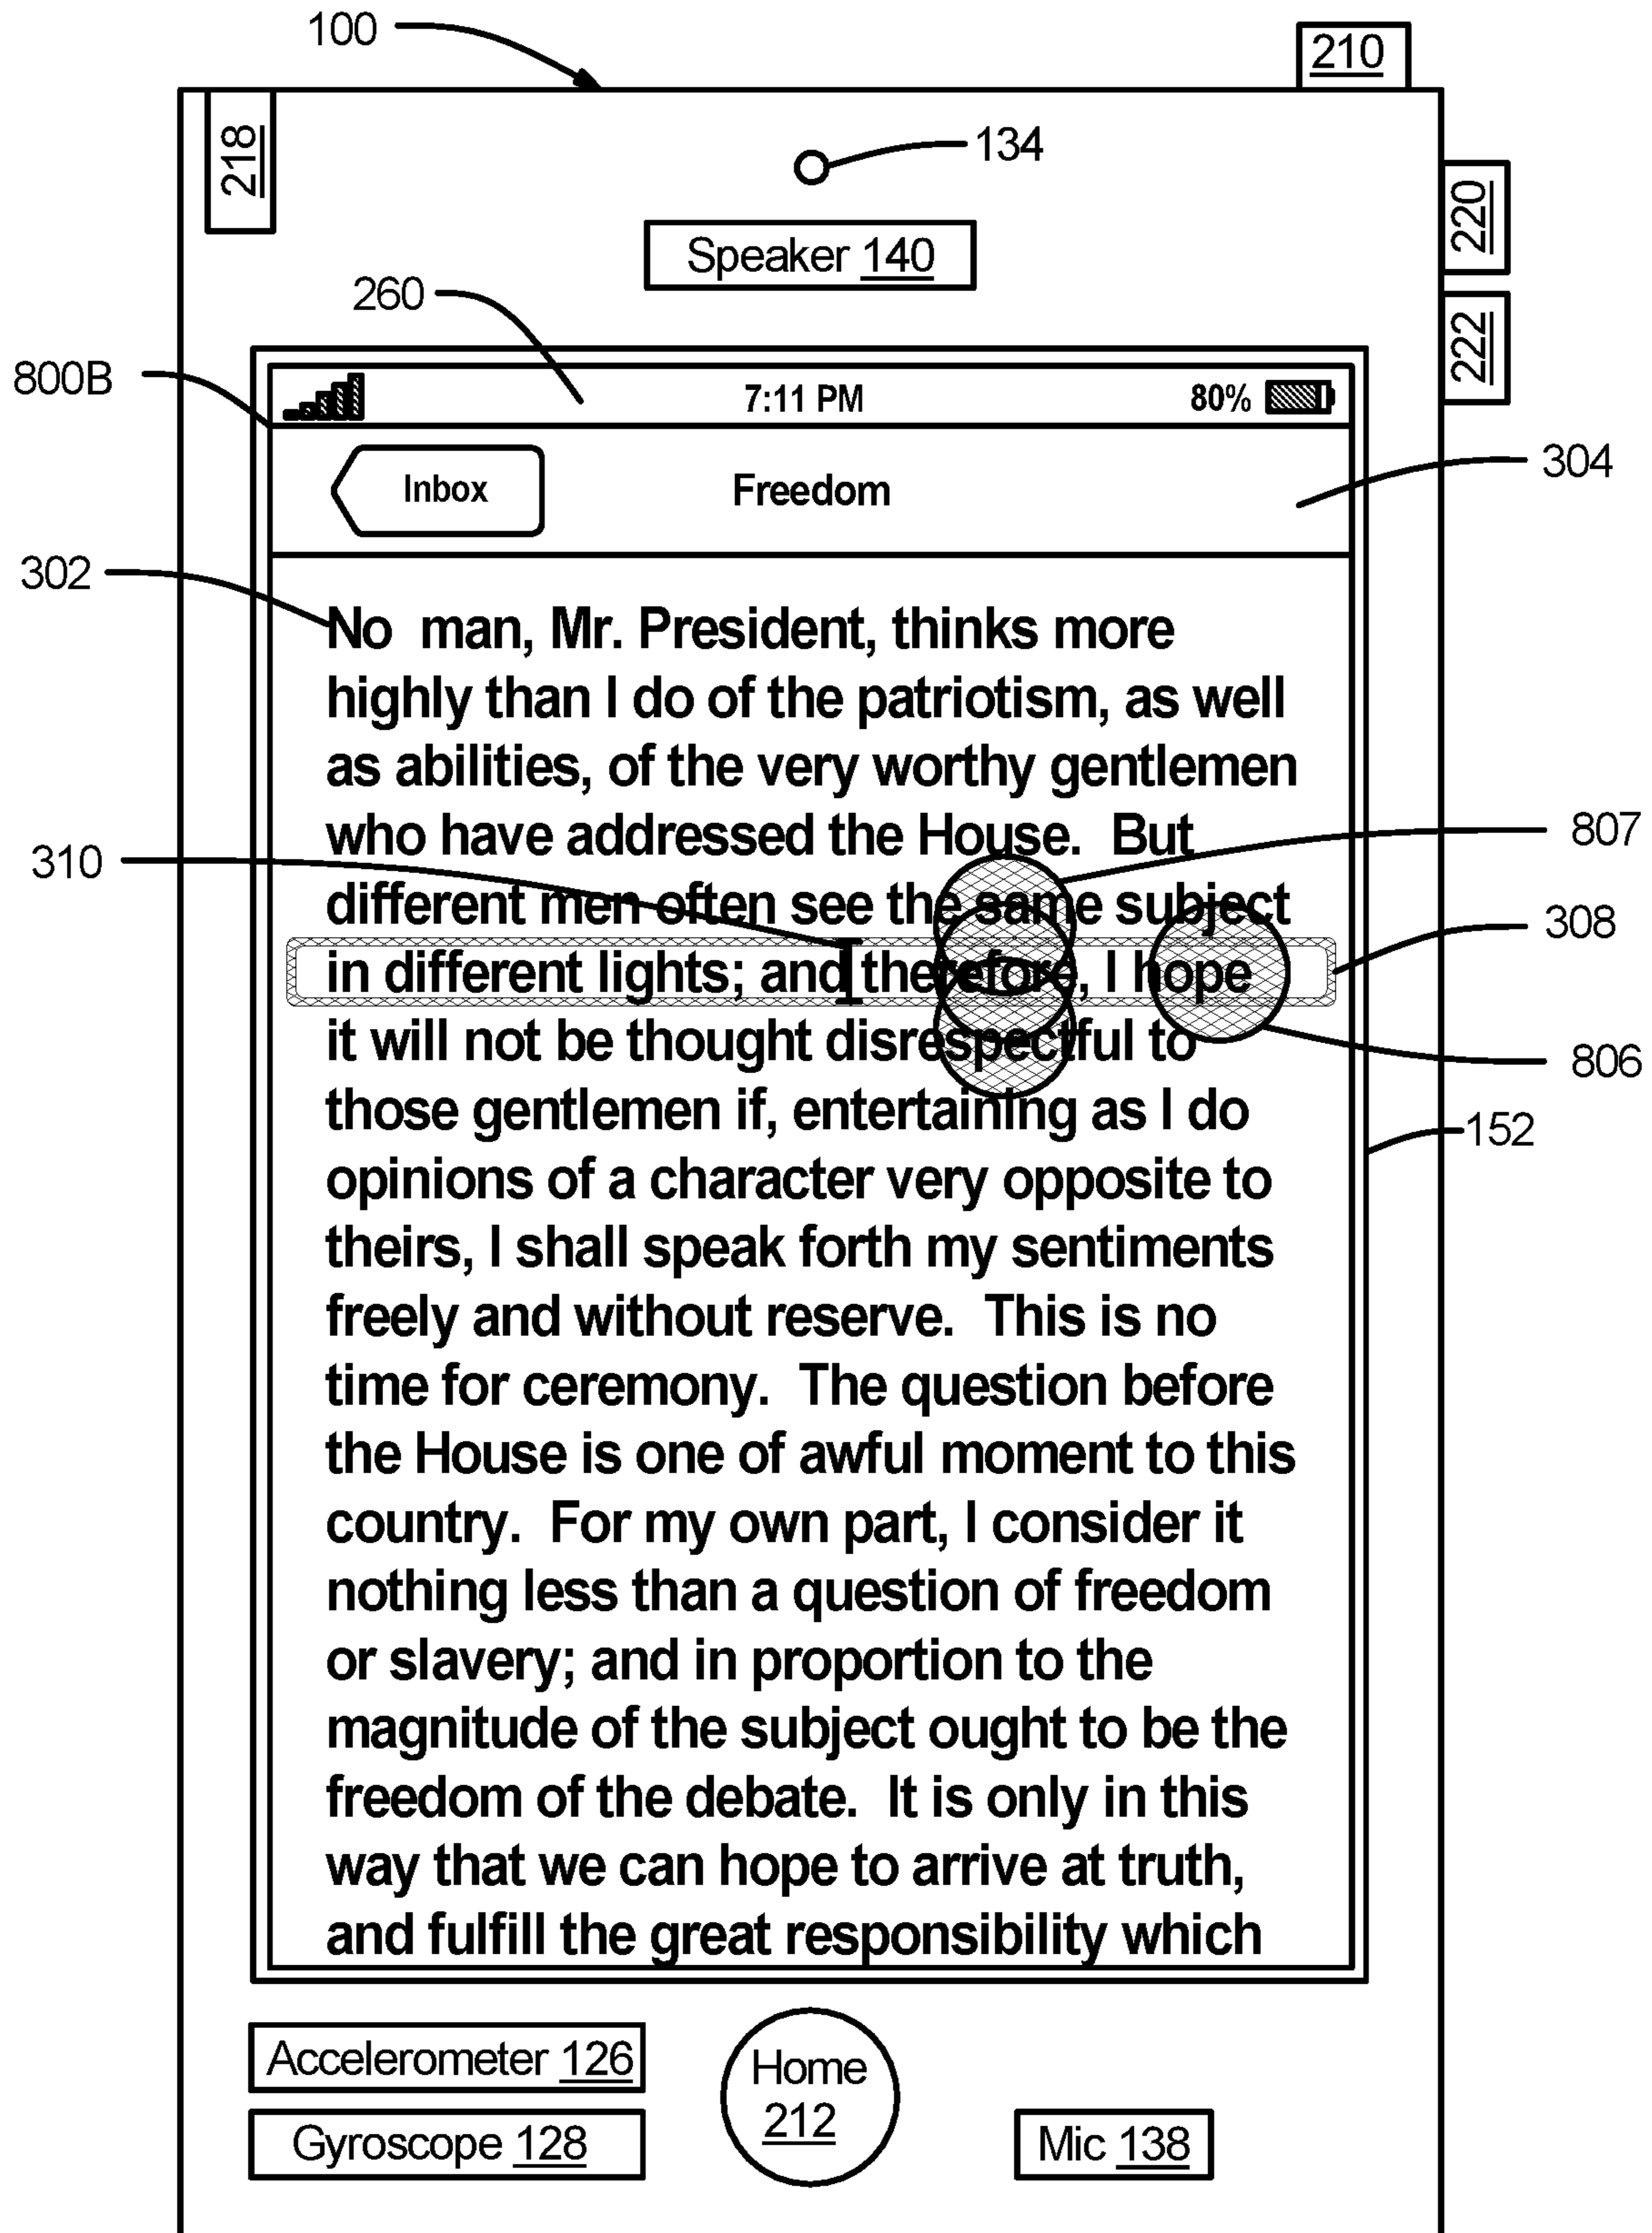 100
210
218
134
220
Speaker 140
260
222
800B
7:11 PM
80%
304
Inbox
Freedom
302
No  man, Mr. President, thinks more
highly than I do of the patriotism, as well
as abilities, of the very worthy gentlemen
who have addressed the House.  But
807
310
different men often see the same subject
308
in different lights; and therefore, I hope
it will not be thought disrespectful to
806
those gentlemen if, entertaining as I do
152
opinions of a character very opposite to
theirs, I shall speak forth my sentiments
freely and without reserve.  This is no
time for ceremony.  The question before
the House is one of awful moment to this
country.  For my own part, I consider it
nothing less than a question of freedom
or slavery; and in proportion to the
magnitude of the subject ought to be the
freedom of the debate.  It is only in this
way that we can hope to arrive at truth,
and fulfill the great responsibility which
Accelerometer 126
Home
212
Gyroscope 128
Mic 138